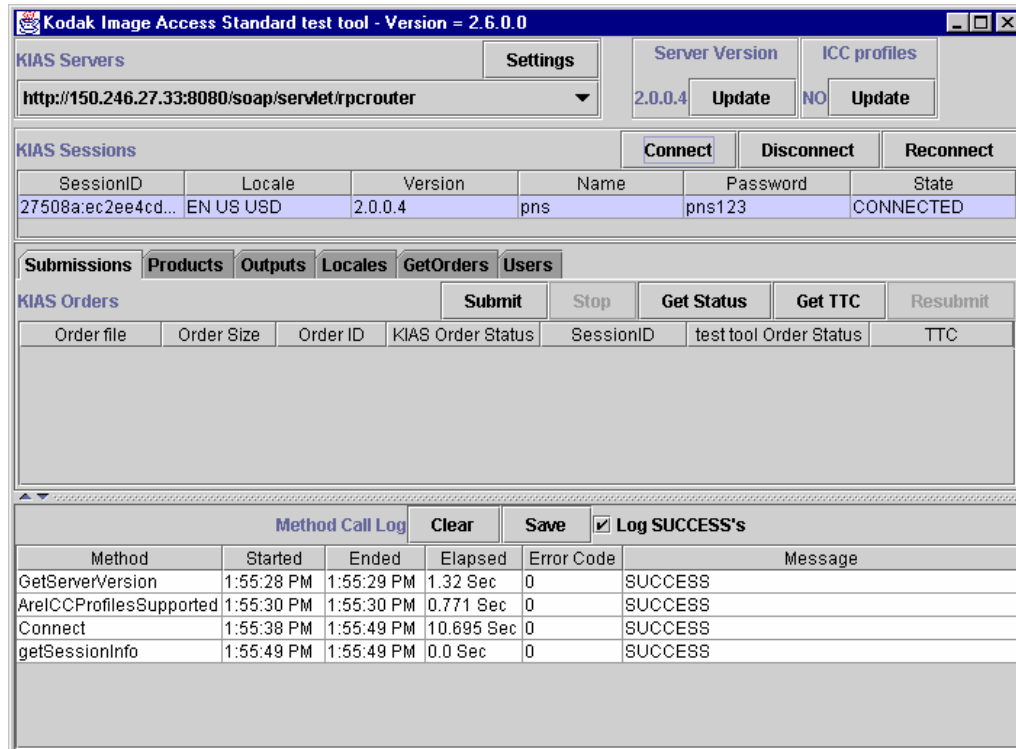 Kodak Image Access Standard test tool - Version = 2.6.0.0
KIAS Servers Settings Server Version ICC profiles
http://150.246.27.33:8080/soap/servlet/rpcrouter 2.0.0.4 Update NO Update
KIAS Sessions Connect Disconnect Reconnect
SessionID Locale Version Name Password State
27508a:ec2ee4cd... EN US USD 2.0.0.4 pns pns123 CONNECTED
Submissions Products Outputs Locales GetOrders Users
KIAS Orders Submit Stop Get Status Get TTC Resubmit
Order file Order Size Order ID KIAS Order Status SessionID test tool Order Status TTC
Method Call Log Clear Save Log SUCCESS's
Method Started Ended Elapsed Error Code Message
GetServerVersion 1:55:28 PM 1:55:29 PM 1.32 Sec 0 SUCCESS
AreICCProfilesSupported 1:55:30 PM 1:55:30 PM 0.771 Sec 0 SUCCESS
Connect 1:55:38 PM 1:55:49 PM 10.695 Sec 0 SUCCESS
getSessionInfo 1:55:49 PM 1:55:49 PM 0.0 Sec 0 SUCCESS